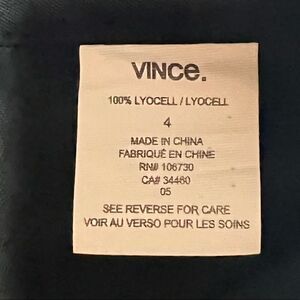 VINCE.
100% LYOCELL / LYOCELL
4
MADE IN CHINA
FABRIQUÉ EN CHINE
RN# 106730
CA# 34460
05
SEE REVERSE FOR CARE
VOIR AU VERSO POUR LES SOINS